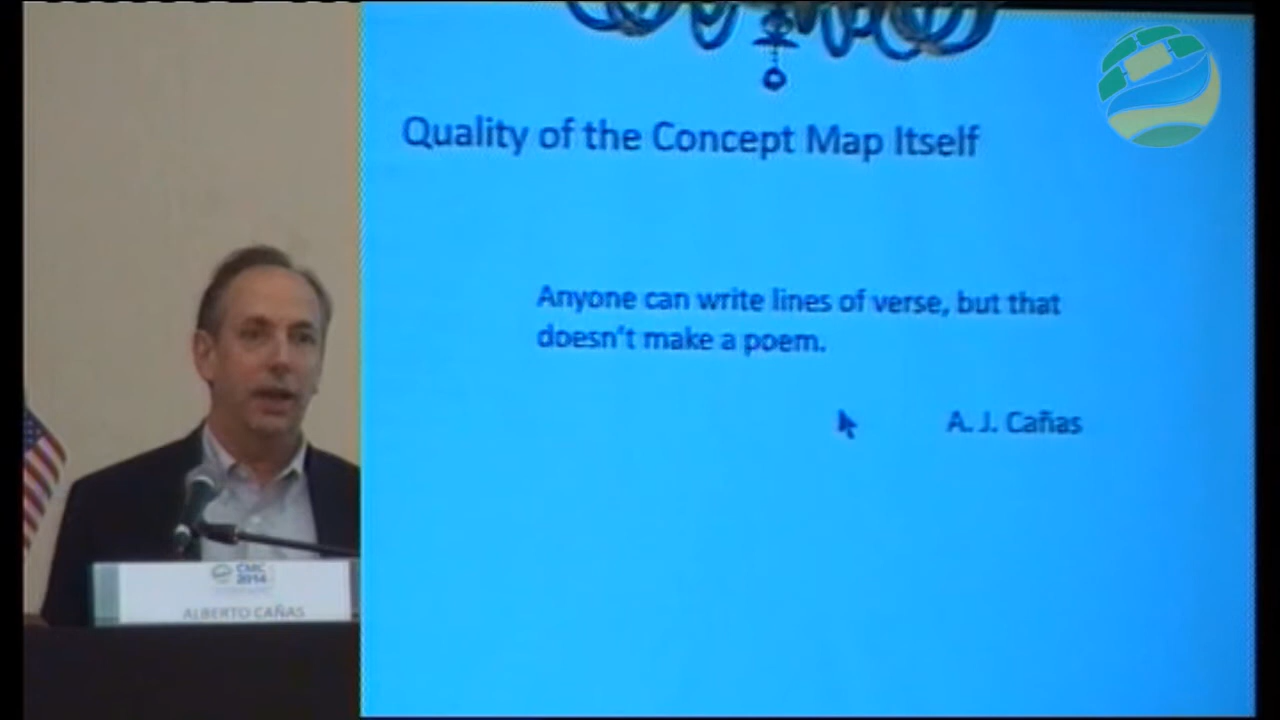 Quality of the Concept Map Itself
Anyone can write lines of verse, but that
doesn't make a poem.
A. J. Cañas
CMC
2014
ALBERTO CAÑAS